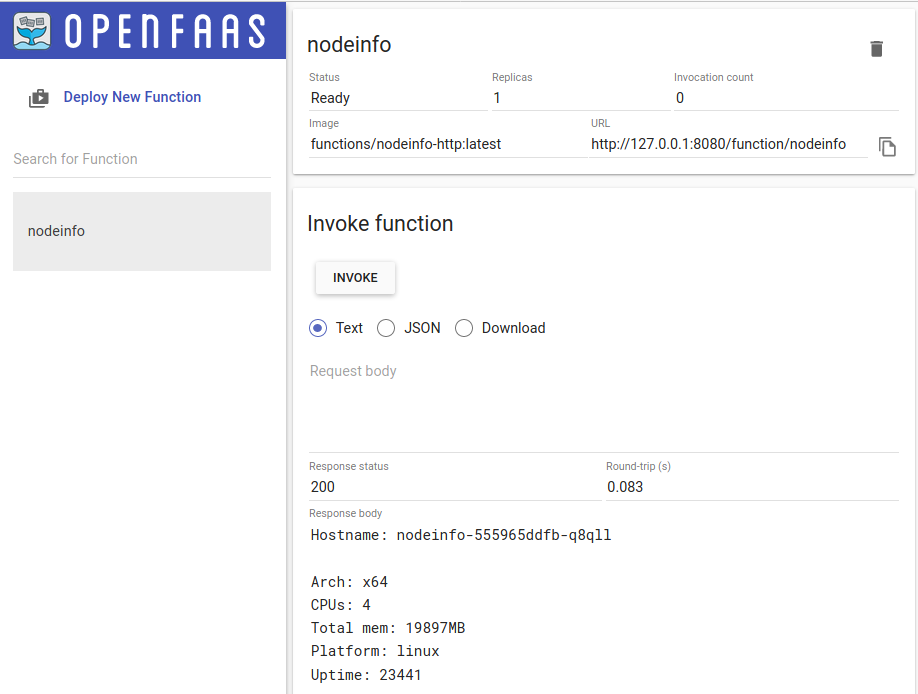 OPENFAAS
Deploy New Function
Search for Function
nodeinfo
nodeinfo
Status Replicas Invocation count
Ready 1 0
Image URL
functions/nodeinfo-http:latest http://127.0.0.1:8080/function/nodeinfo
Invoke function
INVOKE
Text JSON Download
Request body
Response status Round-trip (s)
200 0.083
Response body
Hostname: nodeinfo-555965ddfb-q8qll
Arch: x64
CPUs: 4
Total mem: 19897MB
Platform: linux
Uptime: 23441